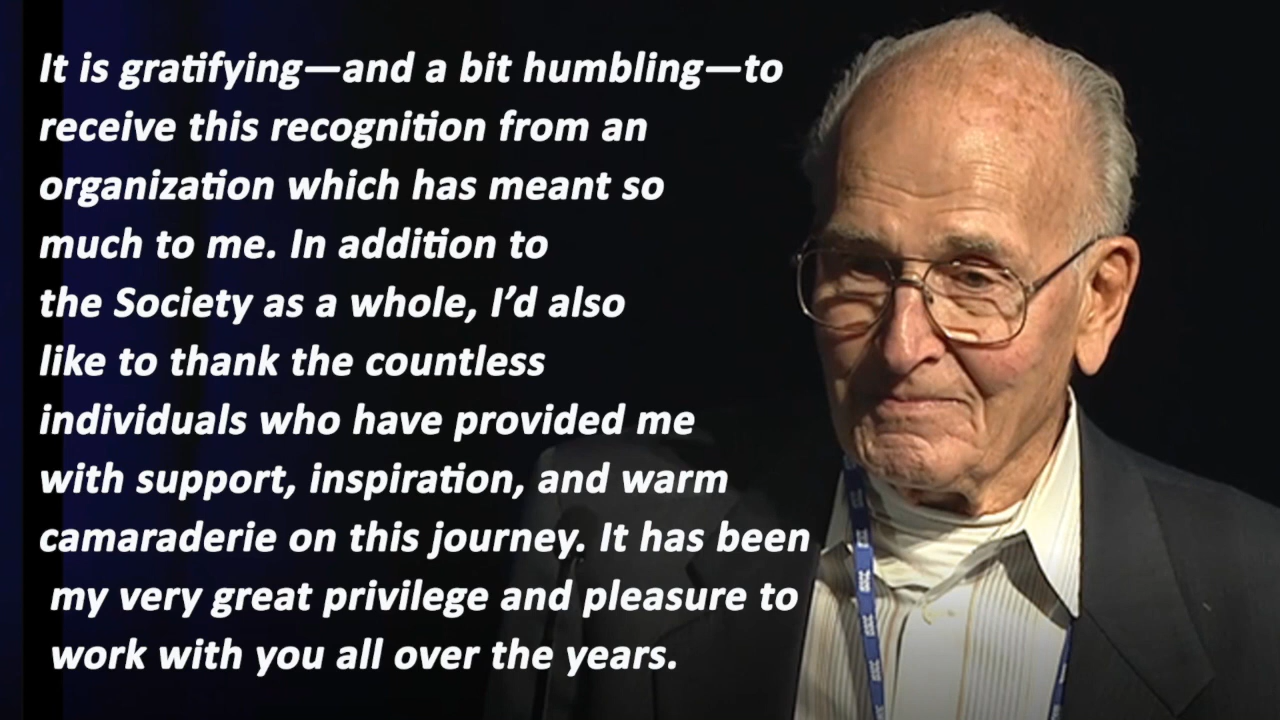 It is gratifying—and a bit humbling—to
receive this recognition from an
organization which has meant so
much to me. In addition to
the Society as a whole, I’d also
like to thank the countless
individuals who have provided me
with support, inspiration, and warm
camaraderie on this journey. It has been
my very great privilege and pleasure to
work with you all over the years.